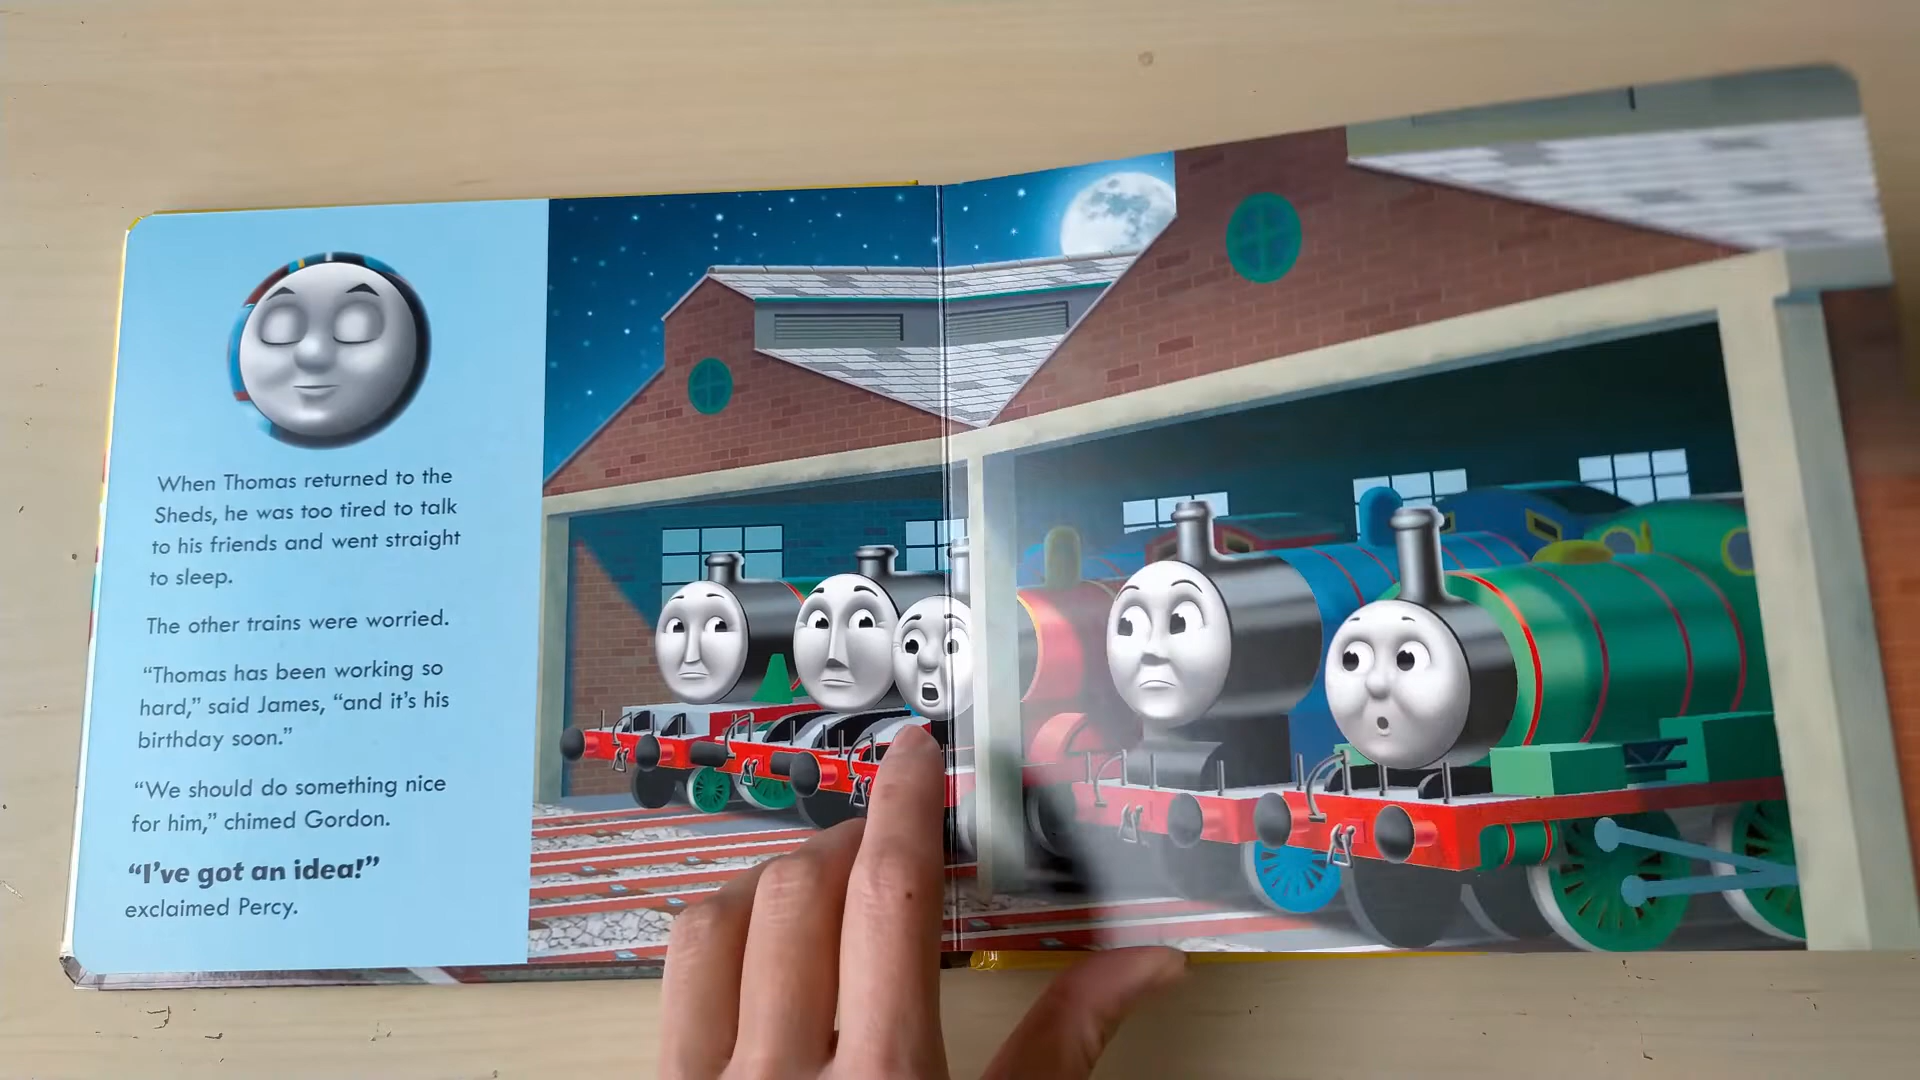 When Thomas returned to the
Sheds, he was too tired to talk
to his friends and went straight
to sleep.
The other trains were worried.
“Thomas has been working so
hard,” said James, “and it’s his
birthday soon.”
“We should do something nice
for him,” chimed Gordon.
“I’ve got an idea!”
exclaimed Percy.